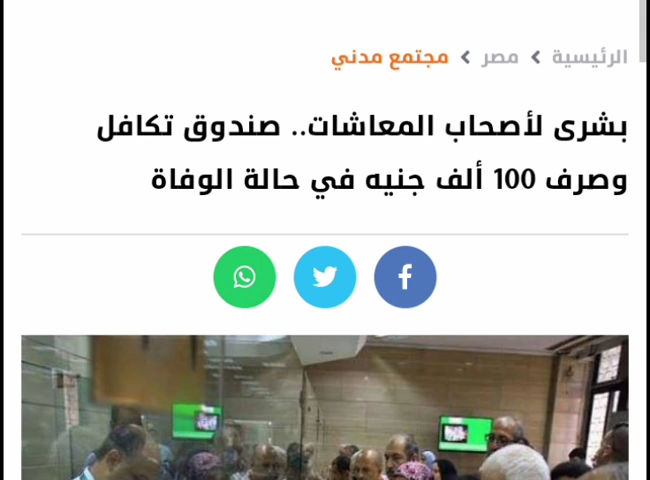 الرئيسية › مصر › مجتمع مدني
بشرى لأصحاب المعاشات.. صندوق تكافل
وصرف 100 ألف جنيه في حالة الوفاة